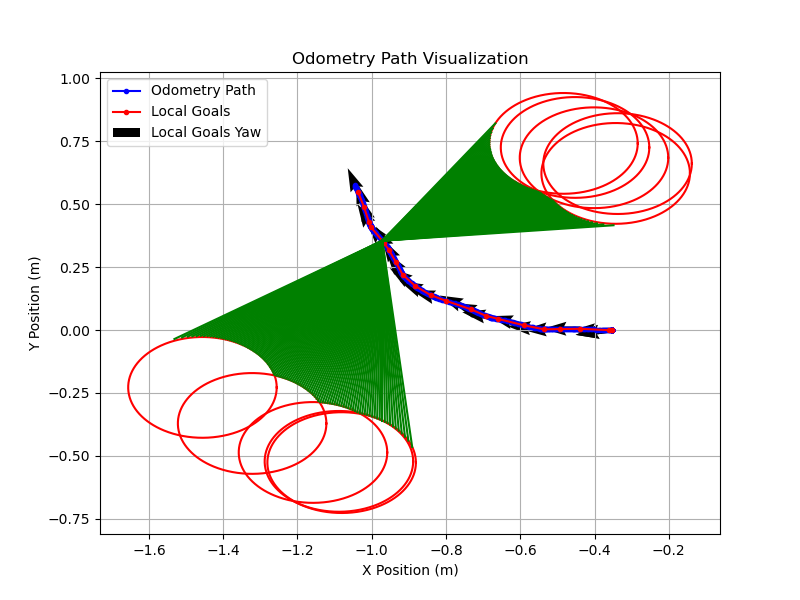 Odometry Path Visualization
Odometry Path
Local Goals
Local Goals Yaw
Y Position (m)
1.00
0.75
0.50
0.25
0.00
−0.25
−0.50
−0.75
−1.6 −1.4 −1.2 −1.0 −0.8 −0.6 −0.4 −0.2
X Position (m)